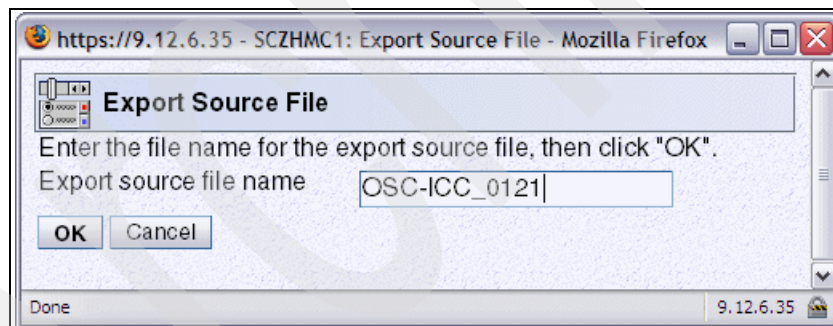 https://9.12.6.35 - SCZHMC1: Export Source File - Mozilla Firefox
Export Source File
Enter the file name for the export source file, then click "OK".
Export source file name OSC-ICC_0121
OK Cancel
Done 9.12.6.35